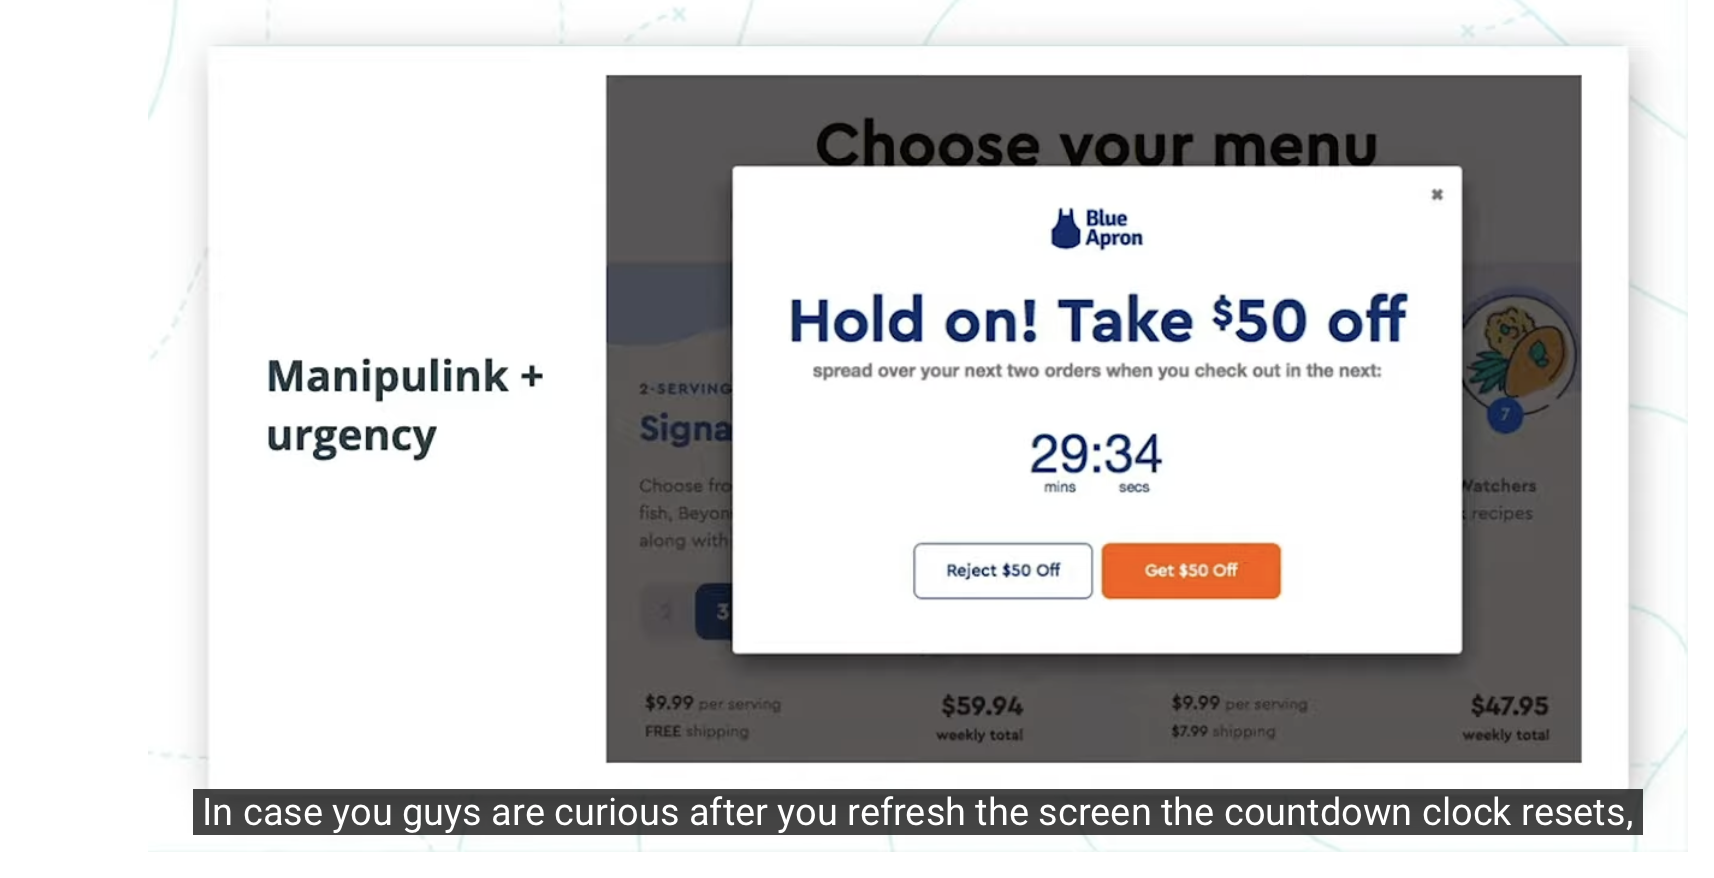 Manipulink +
urgency
Choose your menu
✖
Blue
Apron
Hold on! Take $50 off
spread over your next two orders when you check out in the next:
29:34
mins secs
Reject $50 Off
Get $50 Off
2-SERVING
Signa
Choose fro
fish, Beyon
along with
2
3
7
Watchers
recipes
$9.99 per serving
FREE shipping
$59.94
weekly total
$9.99 per serving
$7.99 shipping
$47.95
weekly total
In case you guys are curious after you refresh the screen the countdown clock resets,